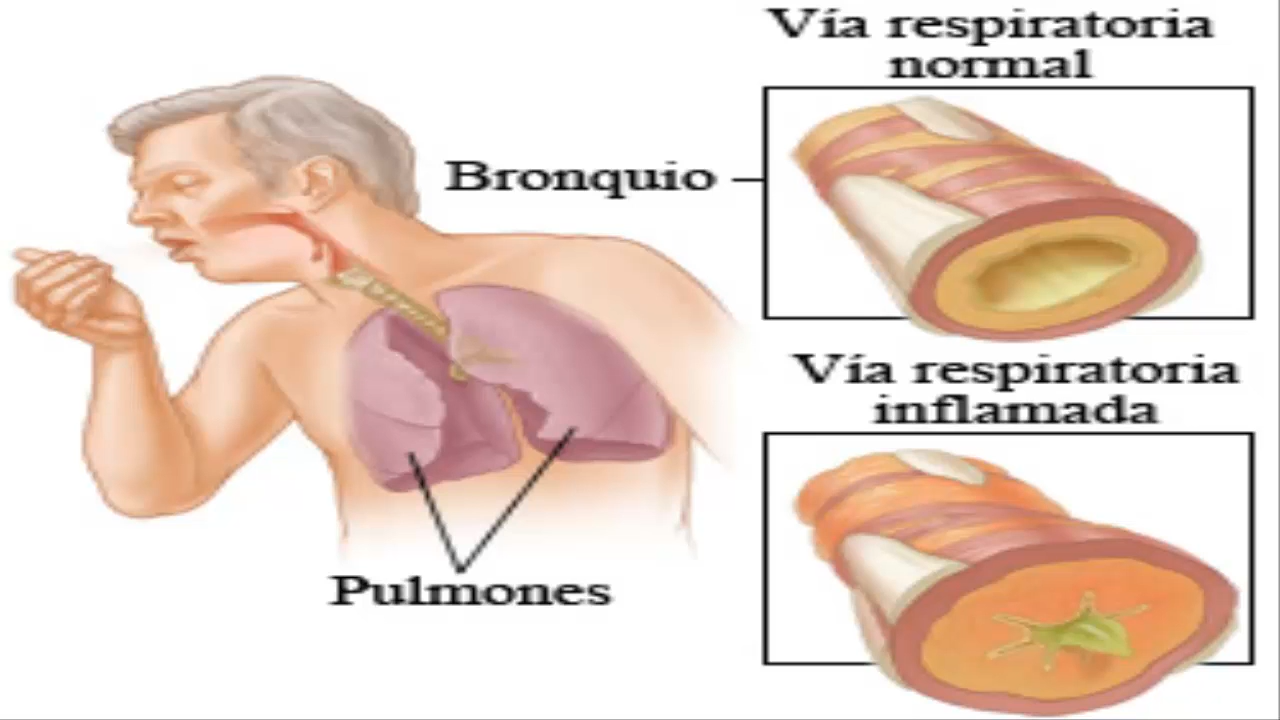 Vía respiratoria
normal
Bronquio
Vía respiratoria
inflamada
Pulmones